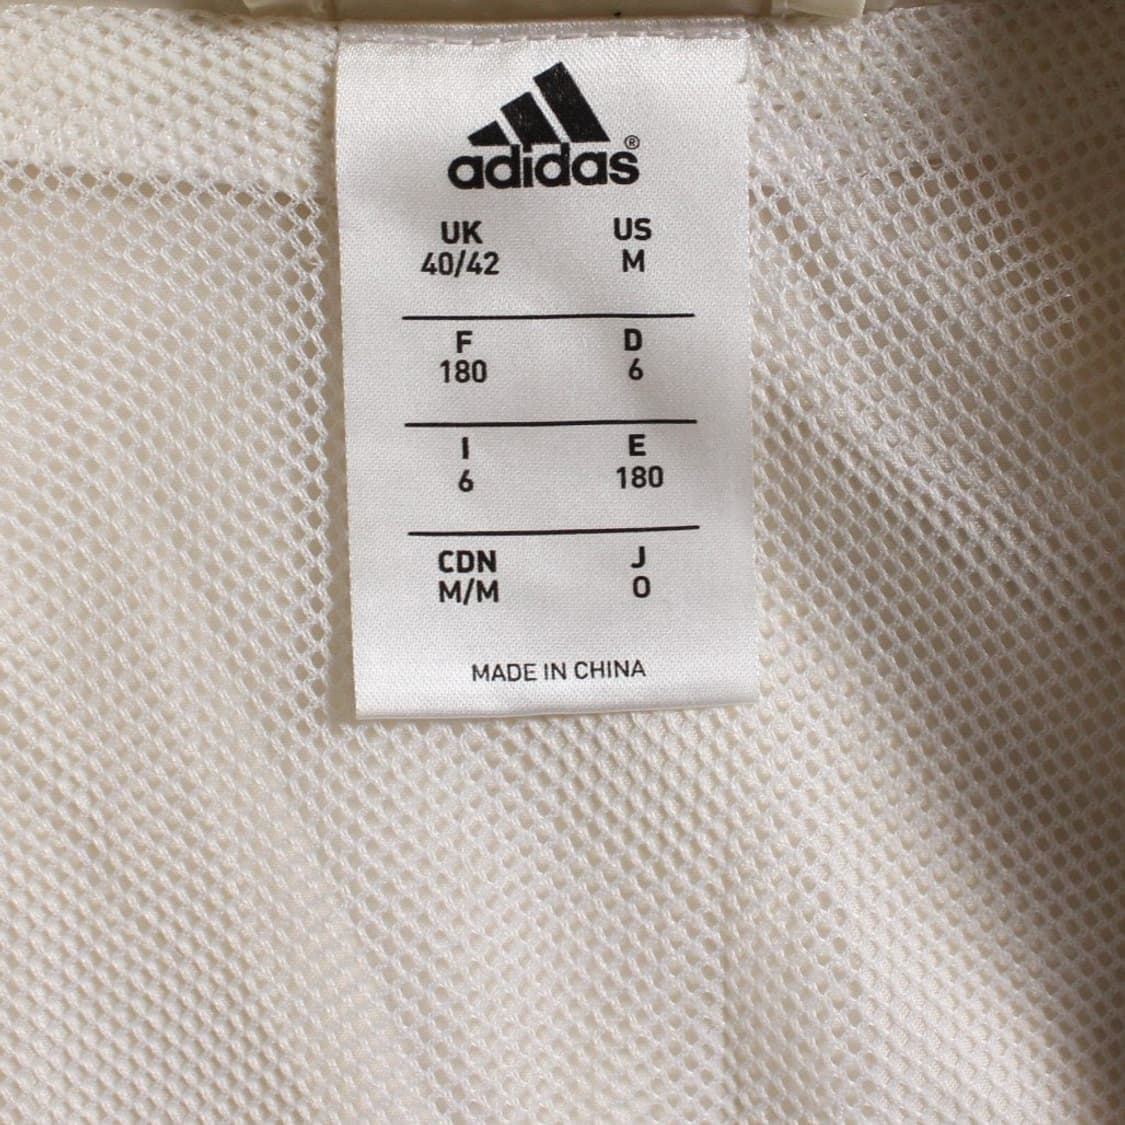 adidas®
UK US
40/42 M
F D
180 6
I E
6 180
CDN J
M/M O
MADE IN CHINA